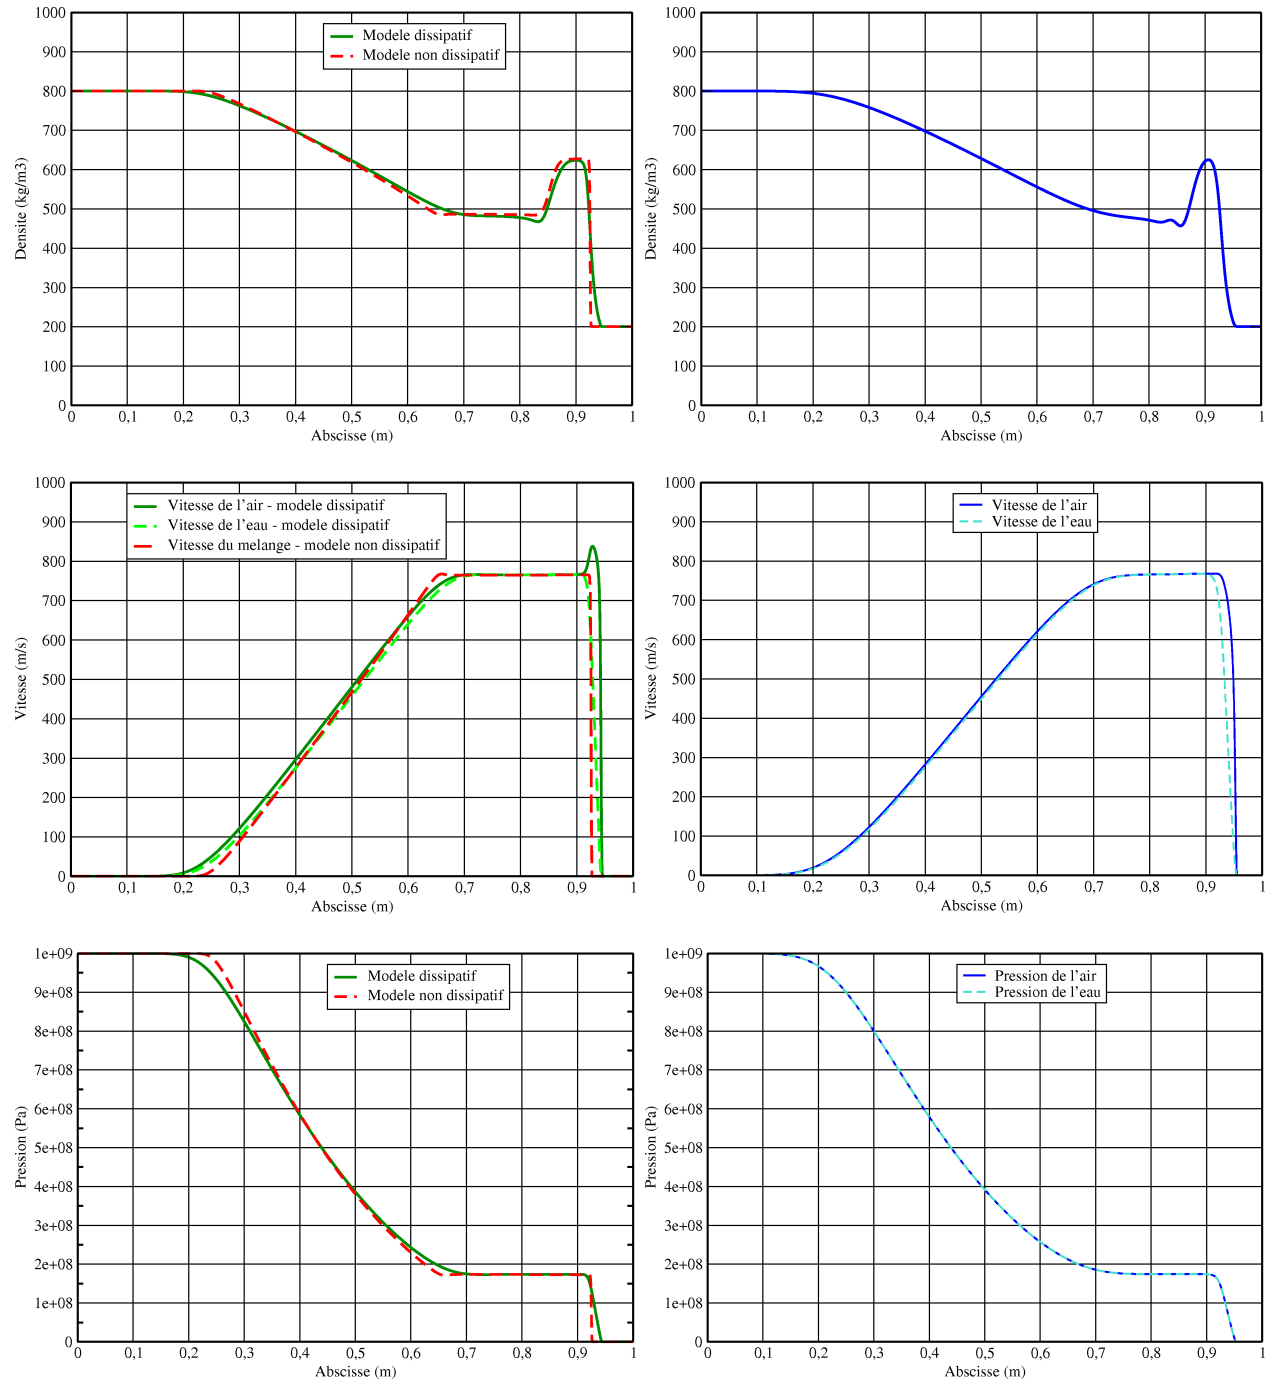 1000
900
800
700
600
500
400
300
200
100
0
Densite (kg/m3)
Modele dissipatif
Modele non dissipatif
0 0,1 0,2 0,3 0,4 0,5 0,6 0,7 0,8 0,9 1
Abscisse (m)
1000
900
800
700
600
500
400
300
200
100
0
Densite (kg/m3)
0 0,1 0,2 0,3 0,4 0,5 0,6 0,7 0,8 0,9 1
Abscisse (m)
1000
900
800
700
600
500
400
300
200
100
0
Vitesse (m/s)
Vitesse de l'air - modele dissipatif
Vitesse de l'eau - modele dissipatif
Vitesse du melange - modele non dissipatif
0 0,1 0,2 0,3 0,4 0,5 0,6 0,7 0,8 0,9 1
Abscisse (m)
1000
900
800
700
600
500
400
300
200
100
0
Vitesse (m/s)
Vitesse de l'air
Vitesse de l'eau
0 0,1 0,2 0,3 0,4 0,5 0,6 0,7 0,8 0,9 1
Abscisse (m)
1e+09
9e+08
8e+08
7e+08
6e+08
5e+08
4e+08
3e+08
2e+08
1e+08
0
Pression (Pa)
Modele dissipatif
Modele non dissipatif
0 0,1 0,2 0,3 0,4 0,5 0,6 0,7 0,8 0,9 1
Abscisse (m)
1e+09
9e+08
8e+08
7e+08
6e+08
5e+08
4e+08
3e+08
2e+08
1e+08
0
Pression (Pa)
Pression de l'air
Pression de l'eau
0 0,1 0,2 0,3 0,4 0,5 0,6 0,7 0,8 0,9 1
Abscisse (m)